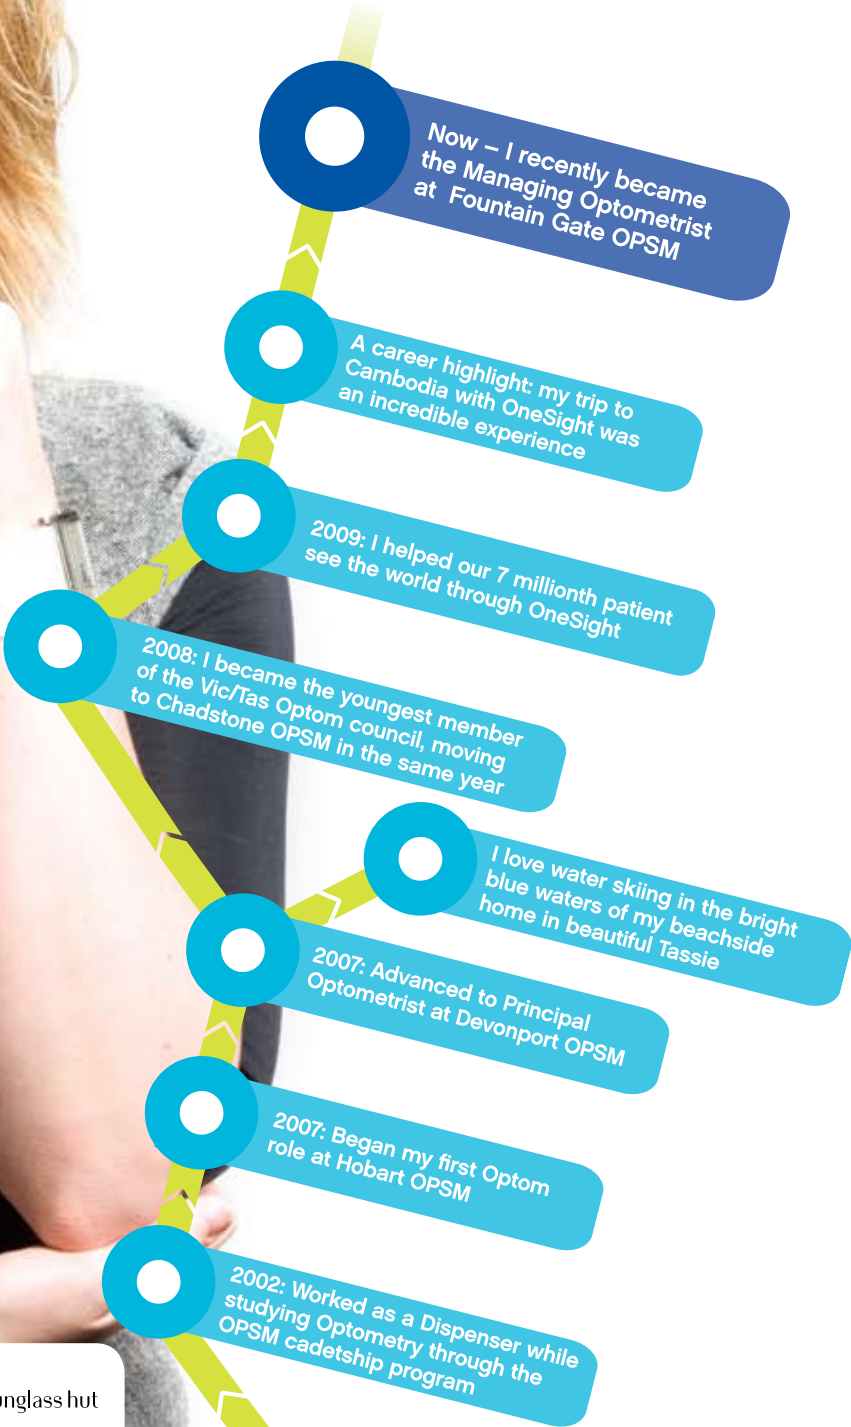 Now – I recently became
the Managing Optometrist
at Fountain Gate OPSM
A career highlight: my trip to
Cambodia with OneSight was
an incredible experience
2009: I helped our 7 millionth patient
see the world through OneSight
2008: I became the youngest member
of the Vic/Tas Optom council, moving
to Chadstone OPSM in the same year
I love water skiing in the bright
blue waters of my beachside
home in beautiful Tassie
2007: Advanced to Principal
Optometrist at Devonport OPSM
2007: Began my first Optom
role at Hobart OPSM
2002: Worked as a Dispenser while
studying Optometry through the
OPSM cadetship program
unglass hut